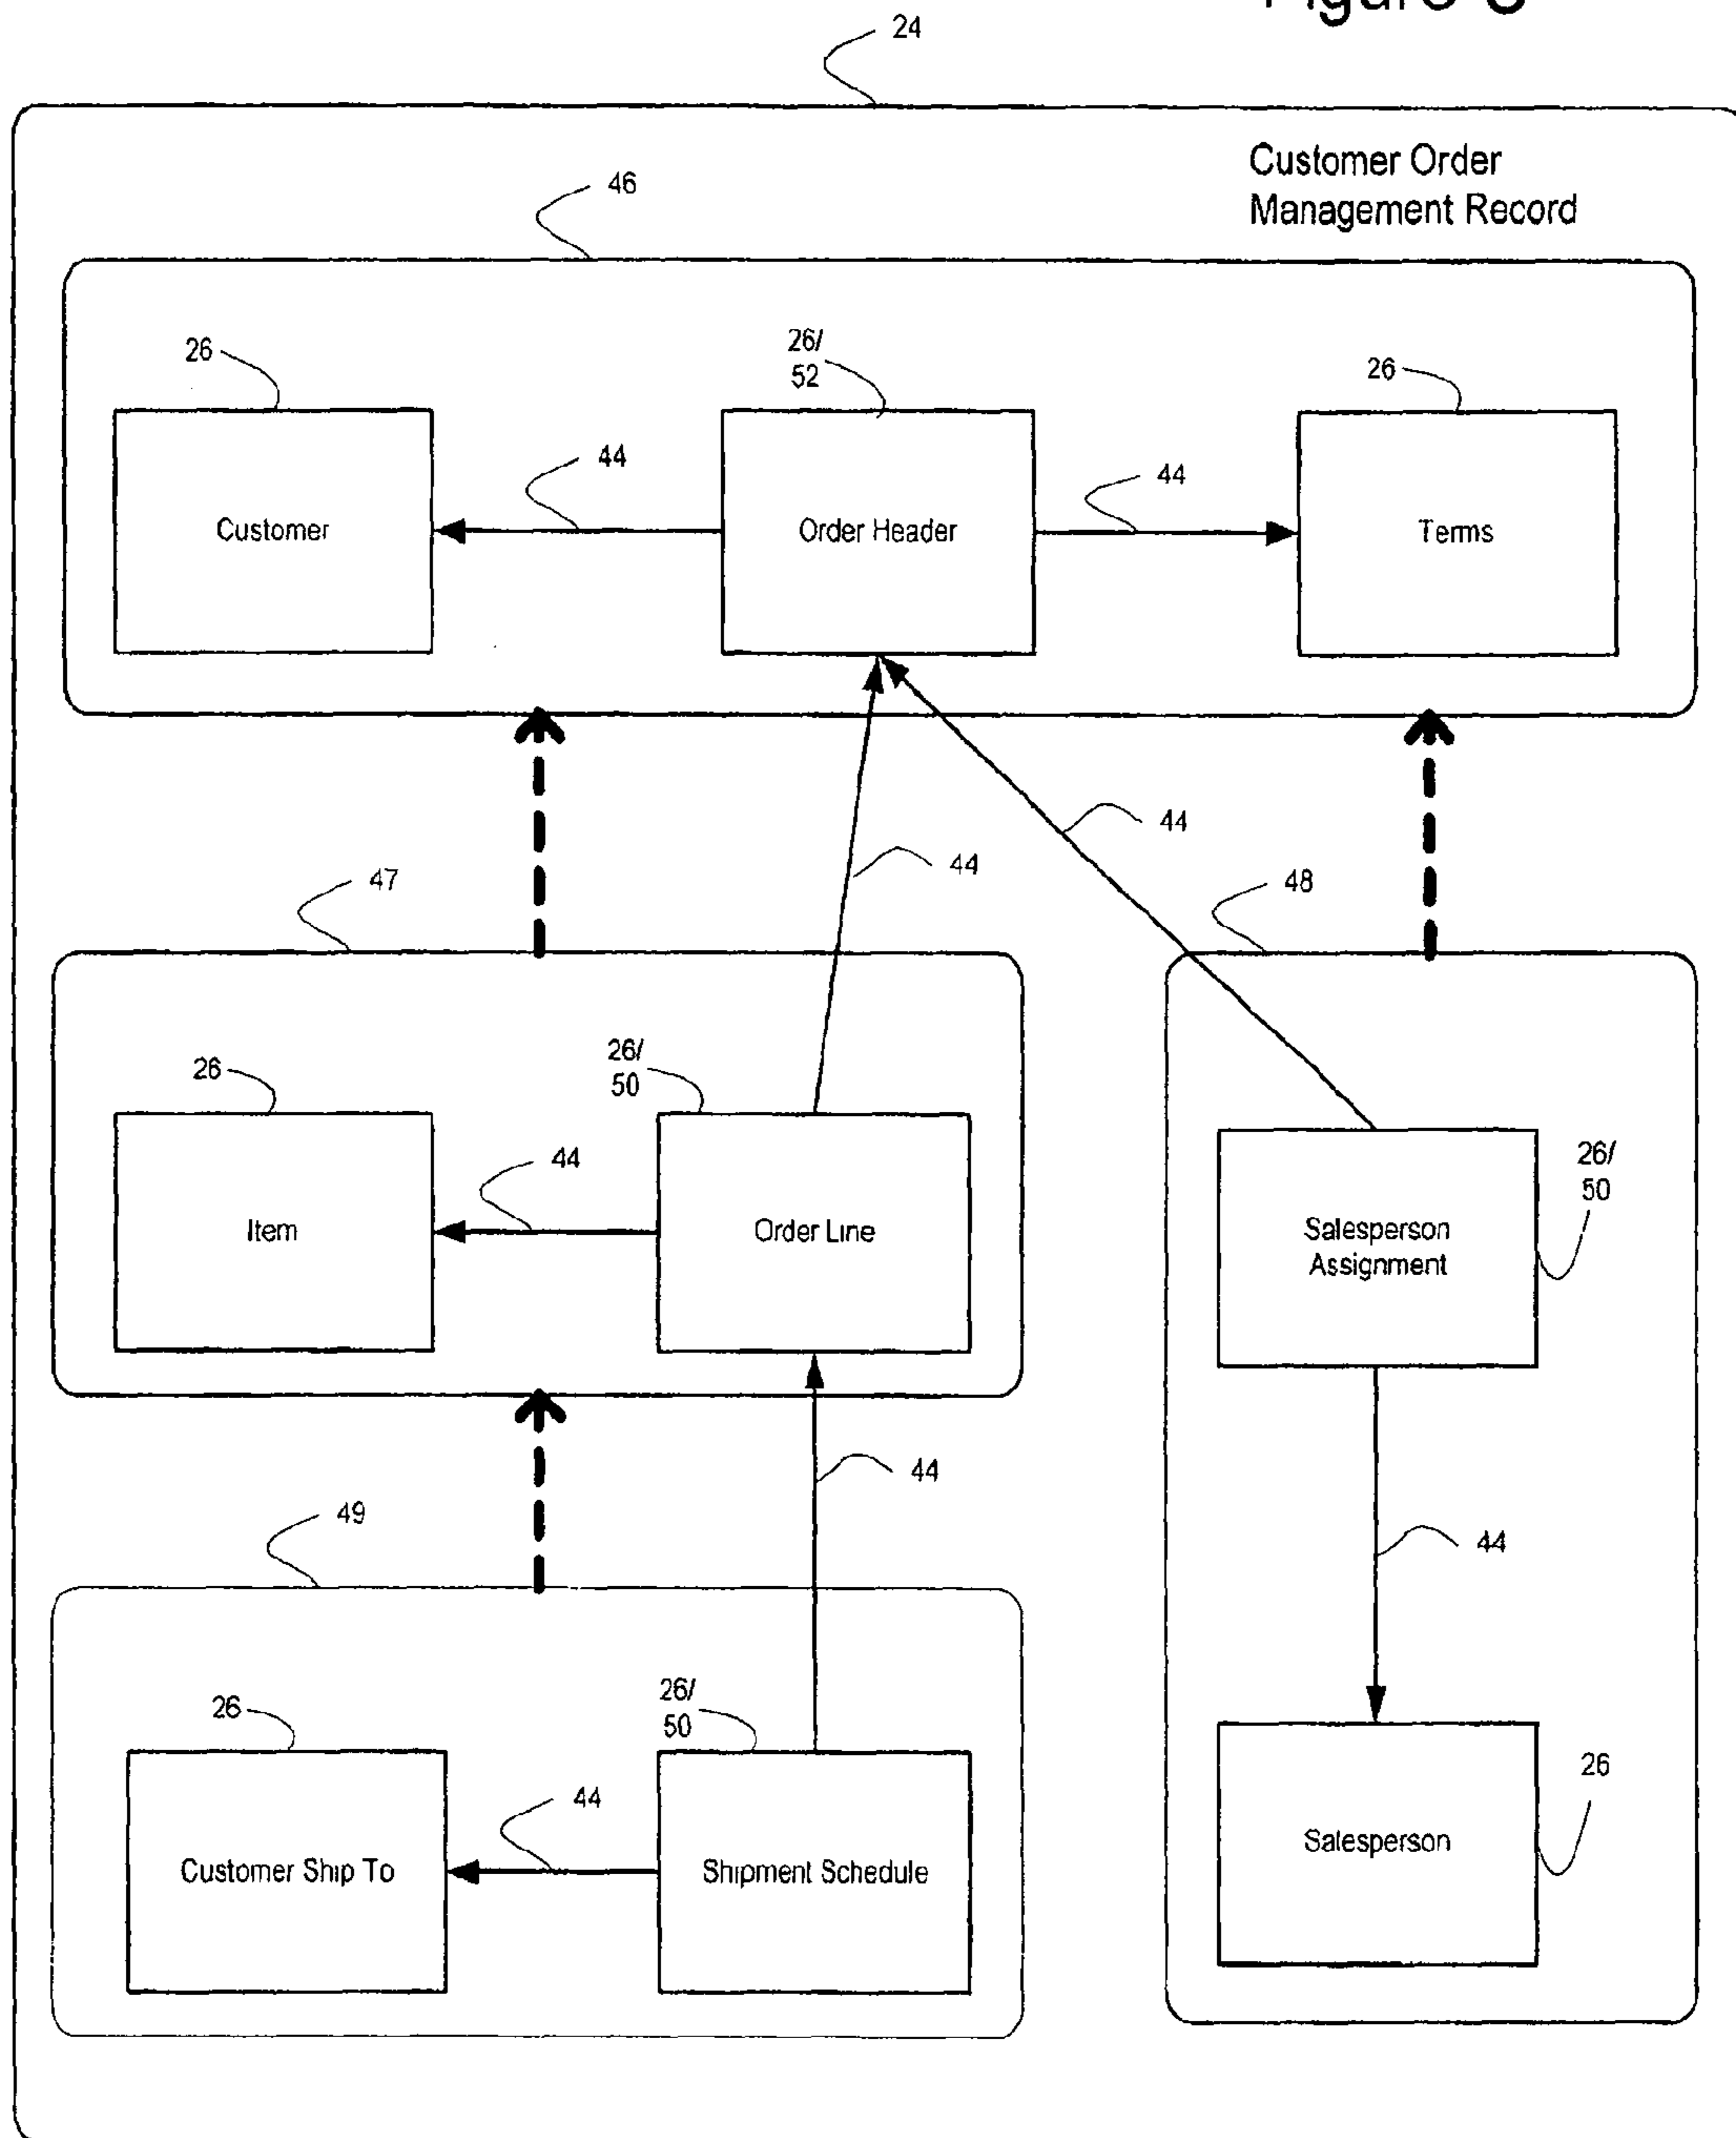 24
Customer Order
Management Record
46
26
26/
52
26
44
44
Customer
Order Header
Terms
44
44
47
48
26
26/
50
26/
50
44
Item
Order Line
Salesperson
Assignment
44
44
49
26
26/
50
26
44
Customer Ship To
Shipment Schedule
Salesperson